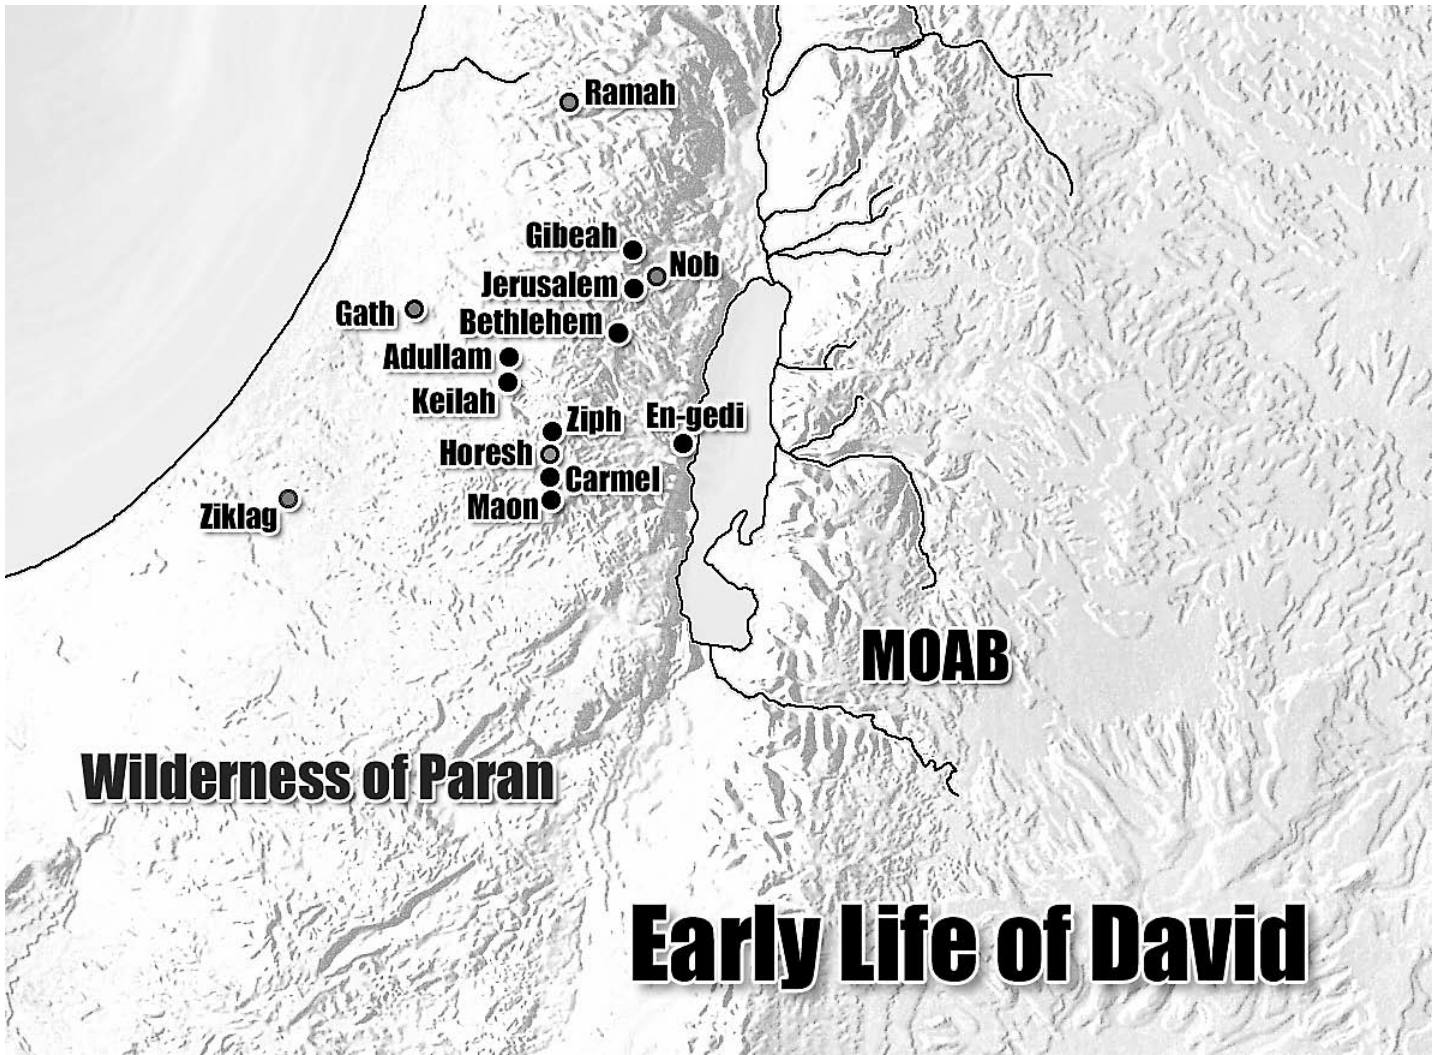 Ramah
Gibeah
Nob
Jerusalem
Gath
Bethlehem
Adullam
Keilah
Ziph
En-gedi
Horesh
Carmel
Maon
Ziklag
MOAB
Wilderness of Paran
Early Life of David